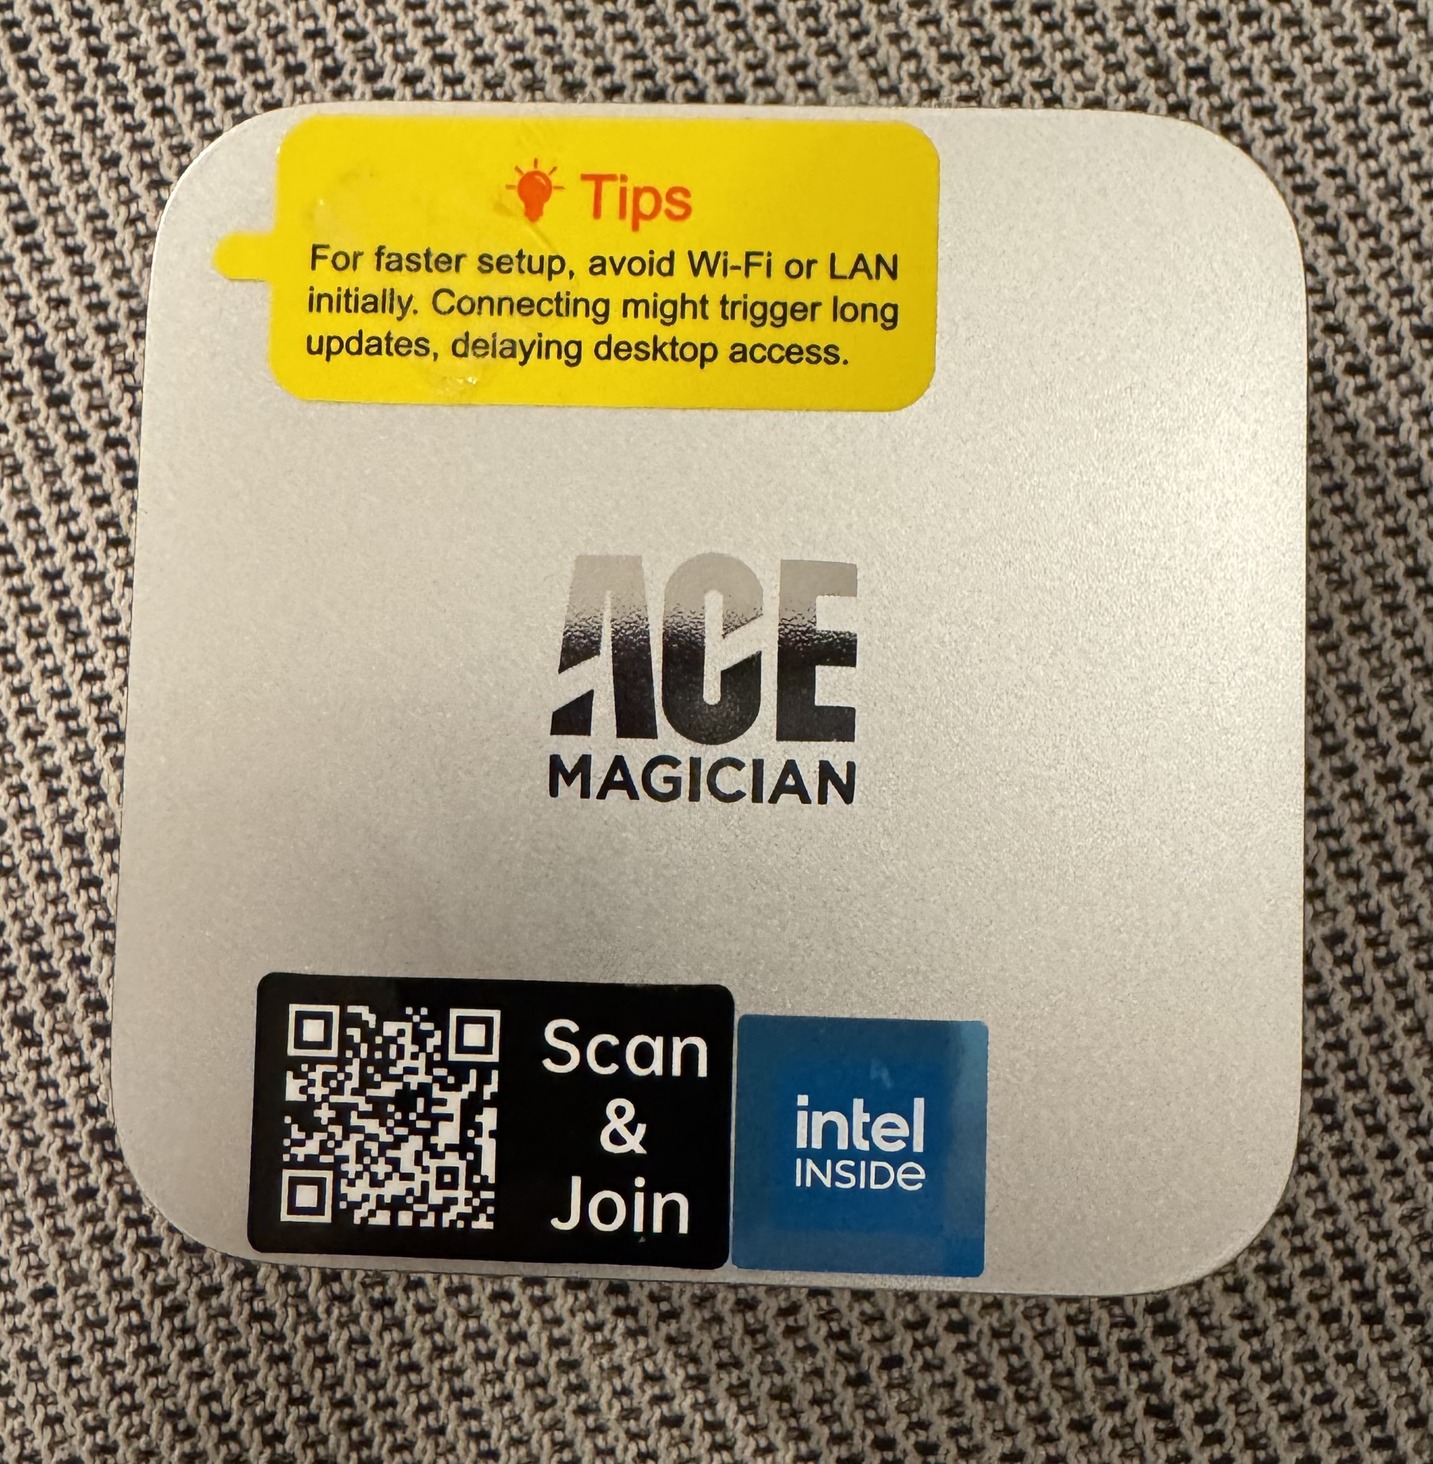 Tips
For faster setup, avoid Wi-Fi or LAN
initially. Connecting might trigger long
updates, delaying desktop access.
ACE
MAGICIAN
Scan
&
Join
intel
INSIDe